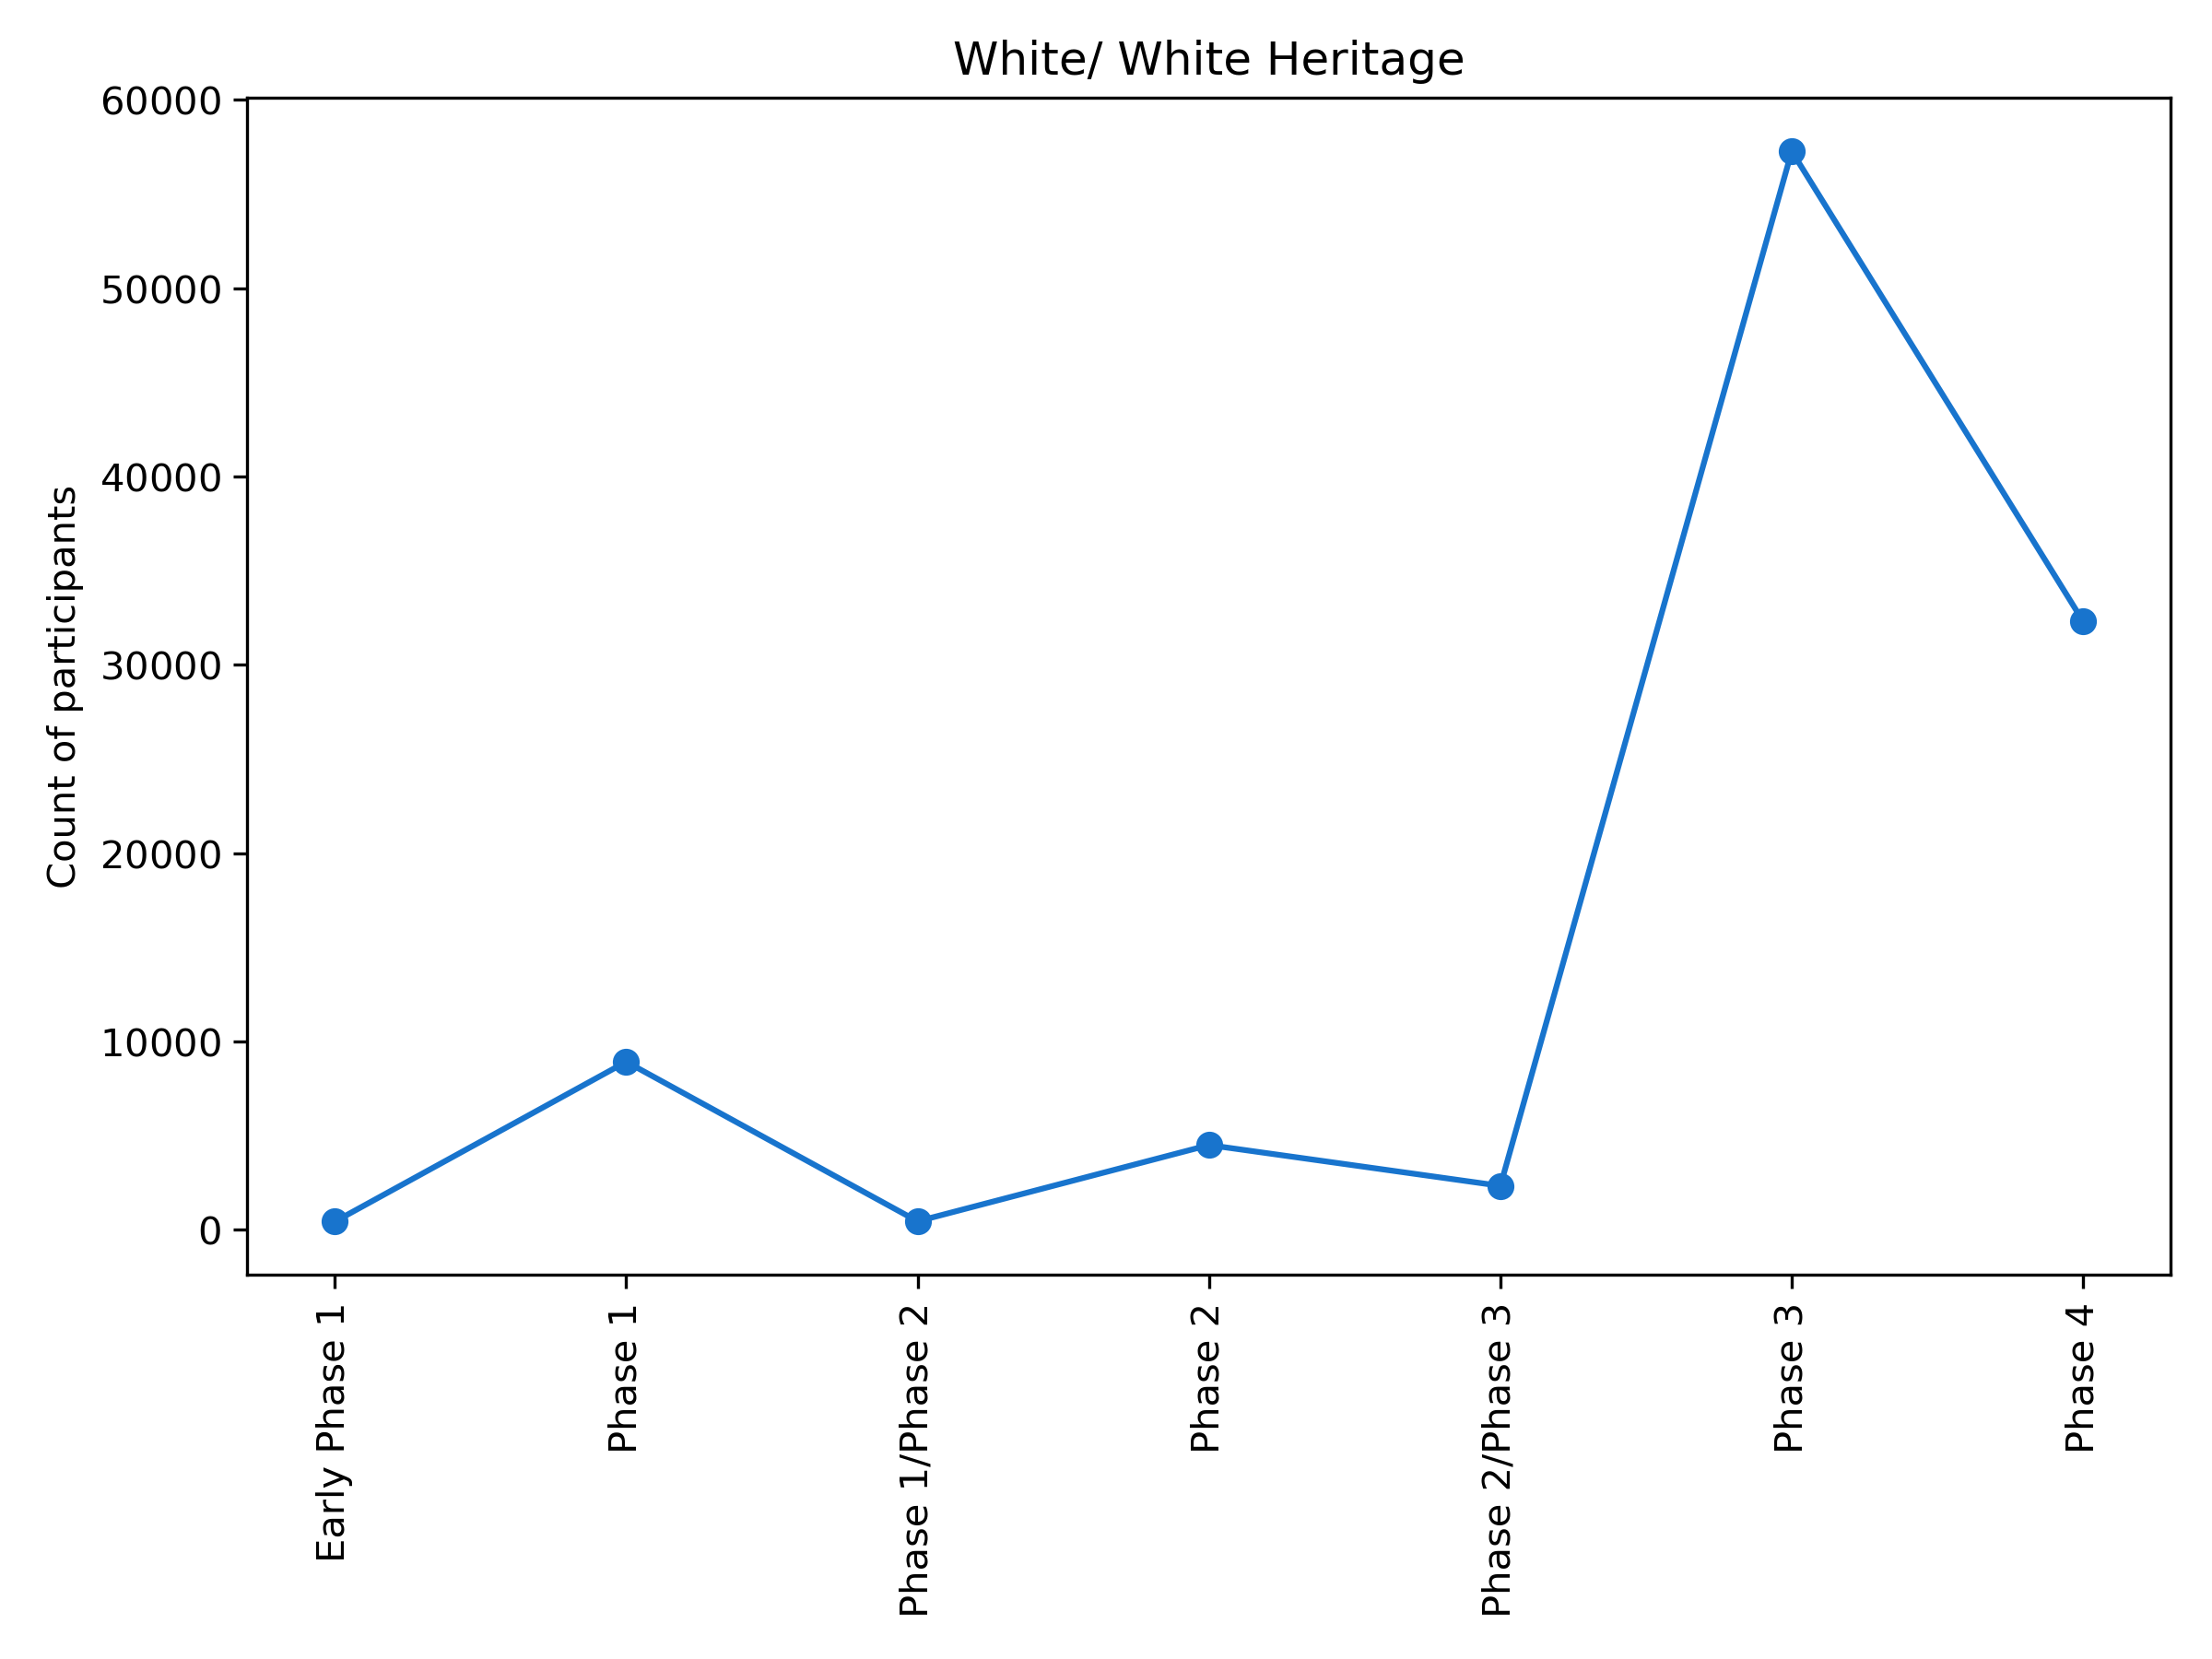 White/ White Heritage
60000
50000
40000
30000
20000
10000
0
Count of participants
Early Phase 1
Phase 1
Phase 1/Phase 2
Phase 2
Phase 2/Phase 3
Phase 3
Phase 4